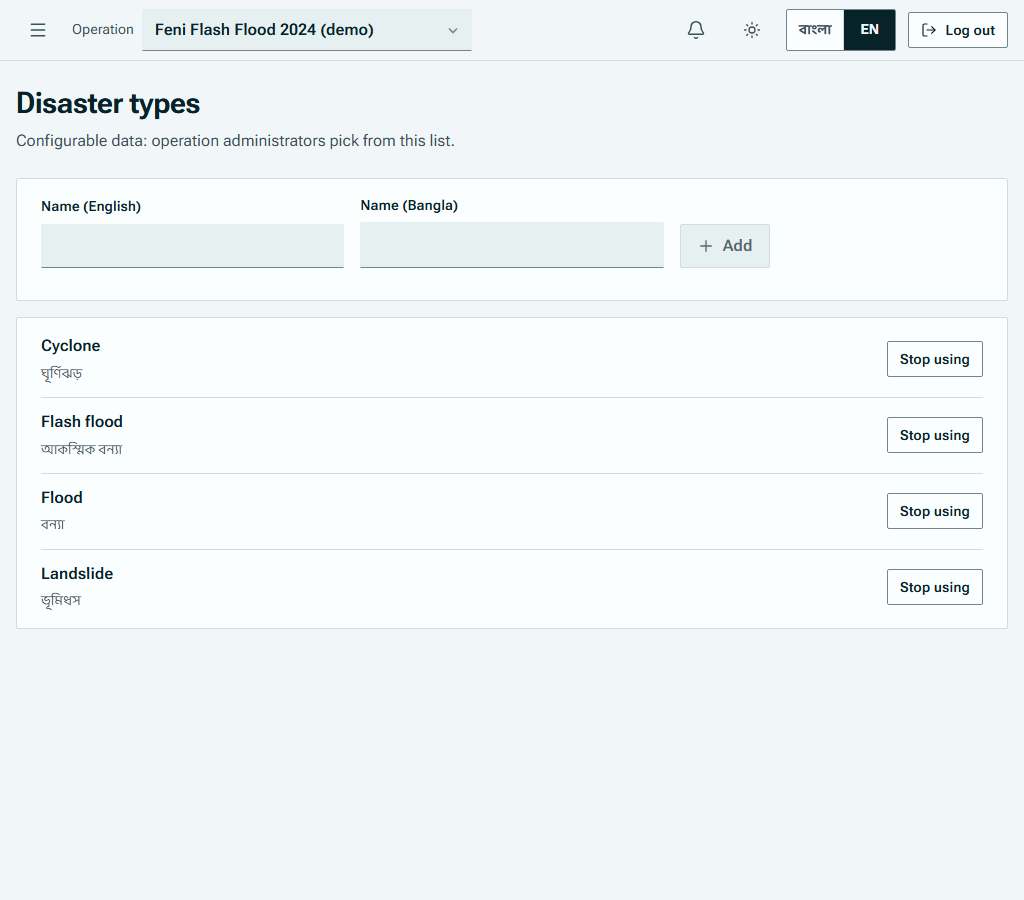 Operation
Feni Flash Flood 2024 (demo)
বাংলা
EN
Log out
Disaster types
Configurable data: operation administrators pick from this list.
Name (English)
Name (Bangla)
Add
Cyclone
ঘূর্ণিঝড়
Stop using
Flash flood
আকস্মিক বন্যা
Stop using
Flood
বন্যা
Stop using
Landslide
ভূমিধস
Stop using